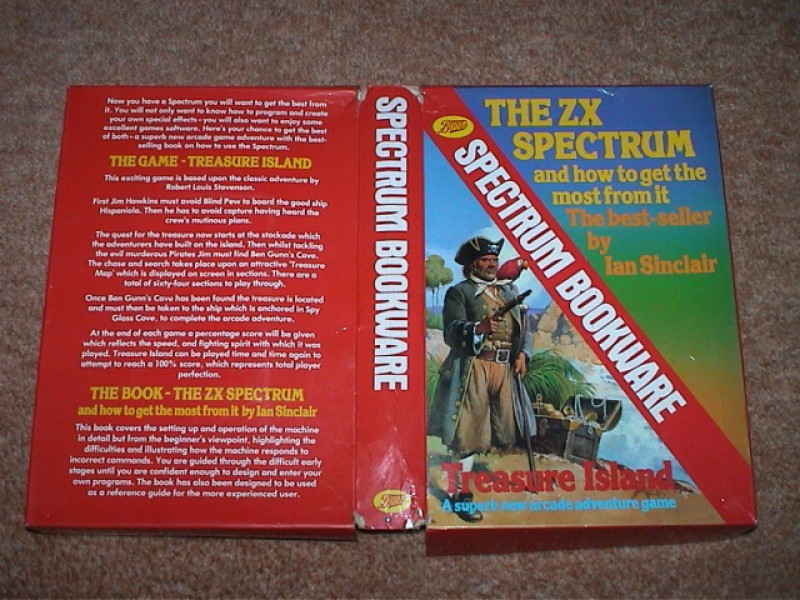 Now you have a Spectrum you will want to get the best from
it. You will not only want to know how to program and create
your own special effects - you will also want to enjoy some
excellent games software. Here's your chance to get the best
of both - a superb new arcade game adventure with the best-
selling book on how to use the Spectrum.
THE GAME - TREASURE ISLAND
This exciting game is based upon the classic adventure by
Robert Louis Stevenson.
First Jim Hawkins must avoid Blind Pew to board the good ship
Hispaniola. Then he has to avoid capture having heard the
crew's mutinous plans.
The quest for the treasure now starts at the stockade which
the adventurers have built on the island. Then whilst tackling
the evil murderous Pirates Jim must find Ben Gunn's Cave.
The chase and search takes place upon an attractive 'Treasure
Map' which is displayed on screen in sections. There are a
total of sixty-four sections to play through.
Once Ben Gunn's Cave has been found the treasure is located
and must then be taken to the ship which is anchored in Spy
Glass Cove, to complete the arcade adventure.
At the end of each game a percentage score will be given
which reflects the speed, and fighting spirit with which it was
played. Treasure Island can be played time and time again to
attempt to reach a 100% score, which represents total player
perfection.
THE BOOK - THE ZX SPECTRUM
and how to get the most from it by Ian Sinclair
This book covers the setting up and operation of the machine
in detail but from the beginner's viewpoint, highlighting the
difficulties and illustrating how the machine responds to
incorrect commands. You are guided through the difficult early
stages until you are confident enough to design and enter your
own programs. The book has also been designed to be used
as a reference guide for the more experienced user.
SPECTRUM BOOKWARE
Boots
Boots
SPECTRUM BOOKWARE
THE ZX
SPECTRUM
and how to get the
most from it
The best-seller
by
Ian Sinclair
Treasure Island
A superb new arcade adventure game